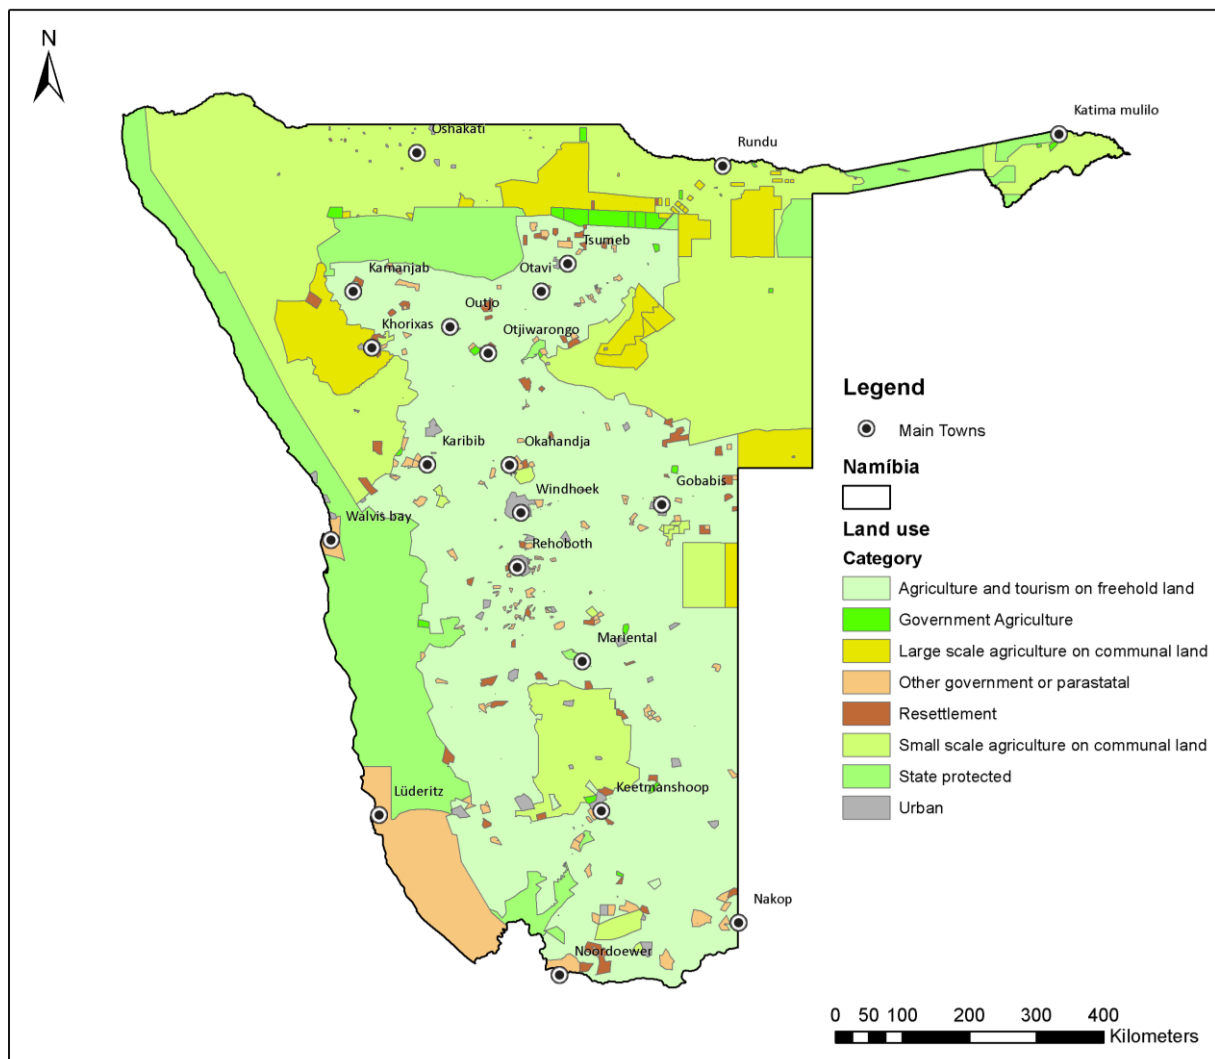 N
Katima mulilo
Oshakati
Rundu
Tsumeb
Kamanjab
Otavi
Outjo
Khorixas
Otjiwarongo
Legend
Main Towns
Karibib
Okahandja
Namíbia
Gobabis
Windhoek
Walvis bay
Land use
Rehoboth
Category
Agriculture and tourism on freehold land
Government Agriculture
Mariental
Large scale agriculture on communal land
Other government or parastatal
Resettlement
Small scale agriculture on communal land
State protected
Keetmanshoop
Lüderitz
Urban
Nakop
Noordoewer
0 50 100 200 300 400
Kilometers